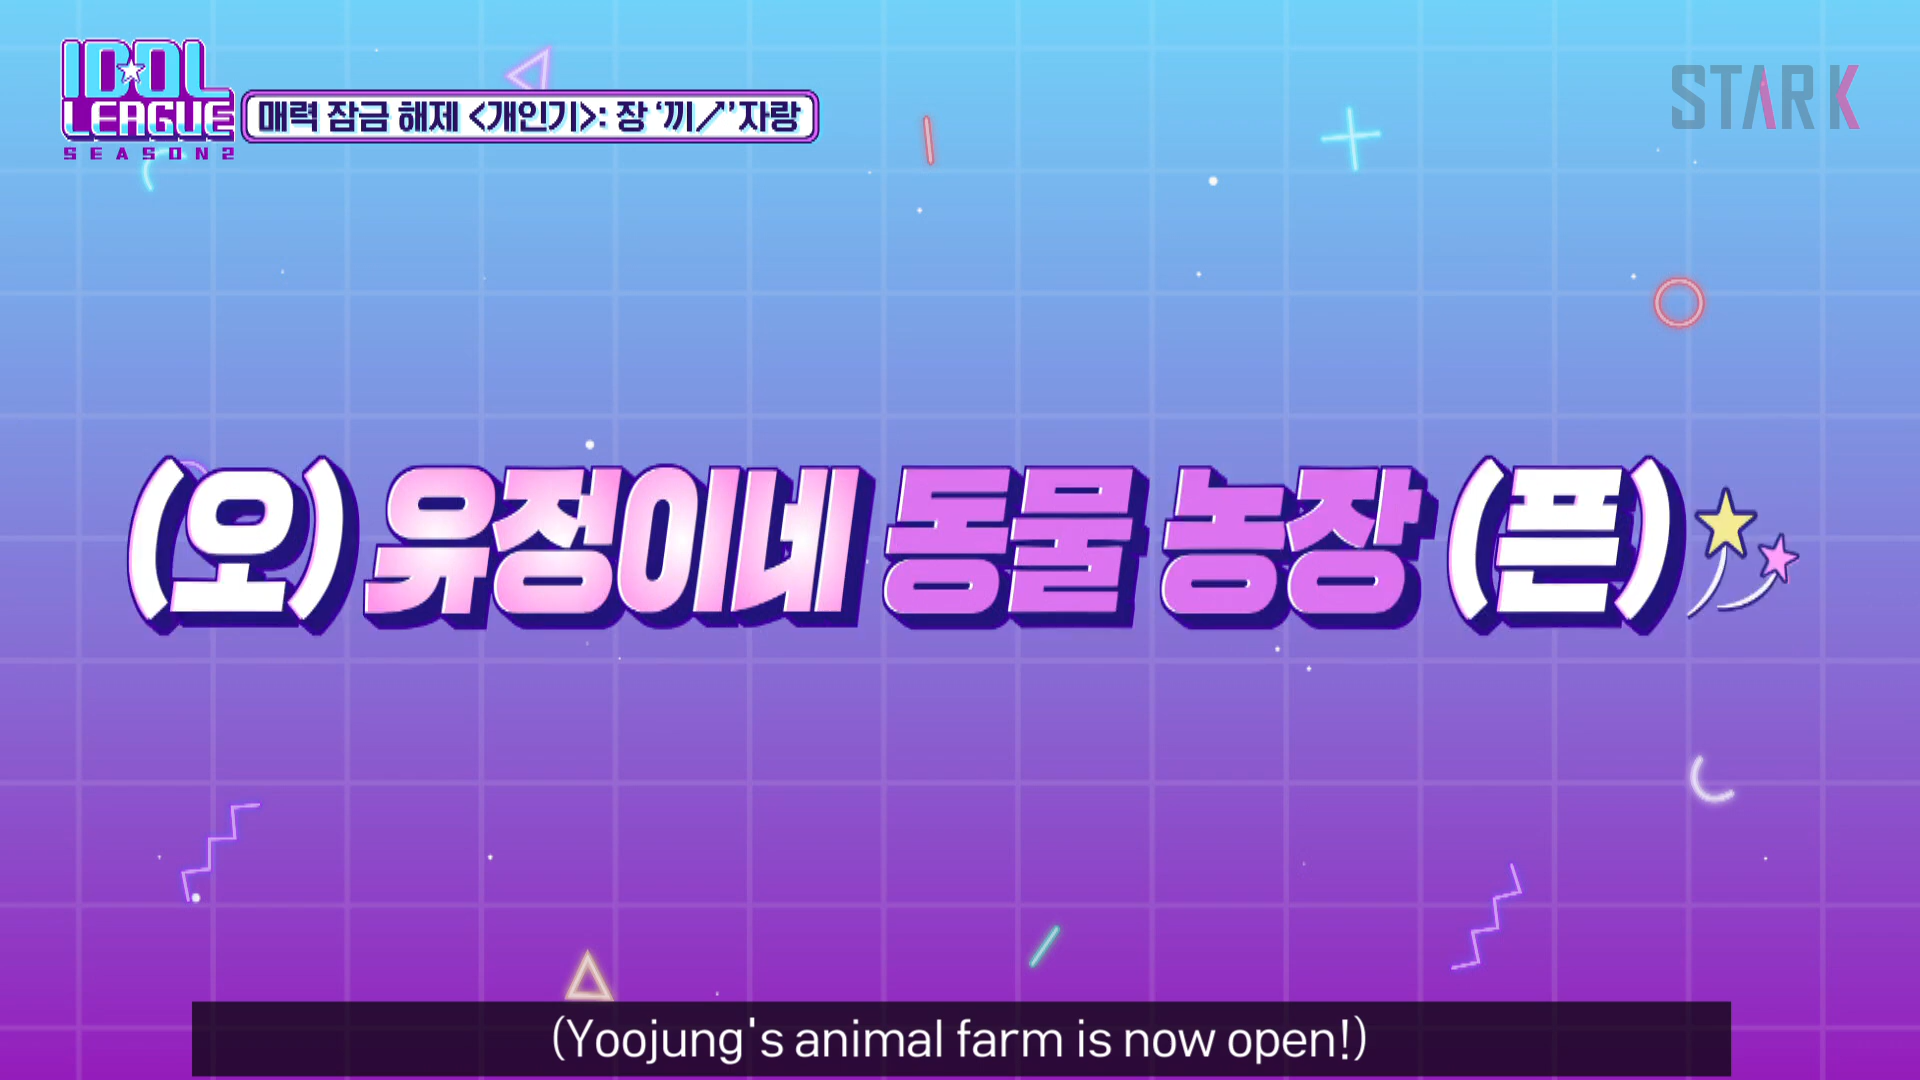 IDOL
LEAGUE
SEASON2
매력 잠금 해제 <개인기>: 장 ‘끼↗’자랑
STARK
(오) 유정이네 동물 농장 (픈)
(Yoojung's animal farm is now open!)